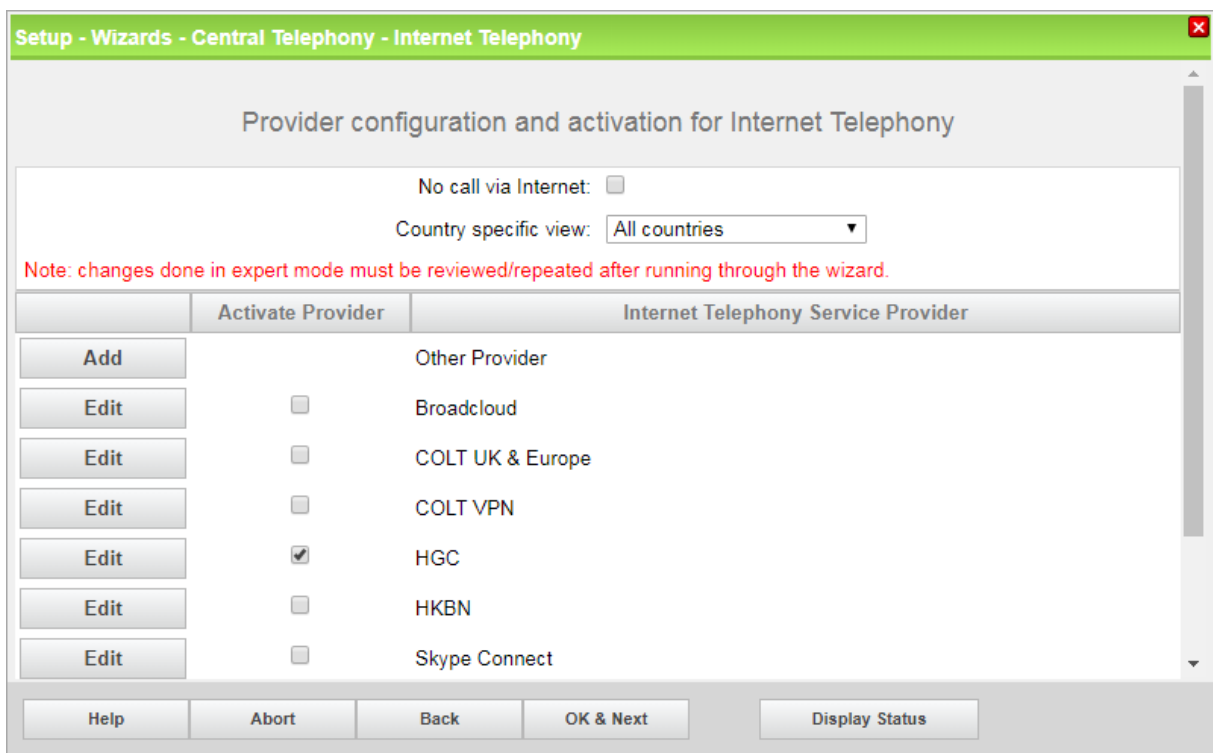 Setup - Wizards - Central Telephony - Internet Telephony
Provider configuration and activation for Internet Telephony
No call via Internet:
Country specific view: All countries
Note: changes done in expert mode must be reviewed/repeated after running through the wizard.
Activate Provider Internet Telephony Service Provider
Add Other Provider
Edit Broadcloud
Edit COLT UK & Europe
Edit COLT VPN
Edit HGC
Edit HKBN
Edit Skype Connect
Help Abort Back OK & Next Display Status